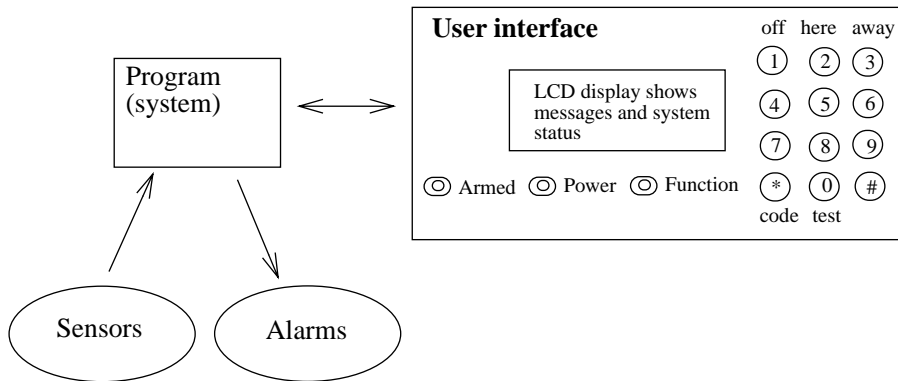 User interface
off here away
Program
(system)
1 2 3
LCD display shows
messages and system
status
4 5 6
7 8 9
Armed Power Function
* 0 #
code test
Sensors
Alarms